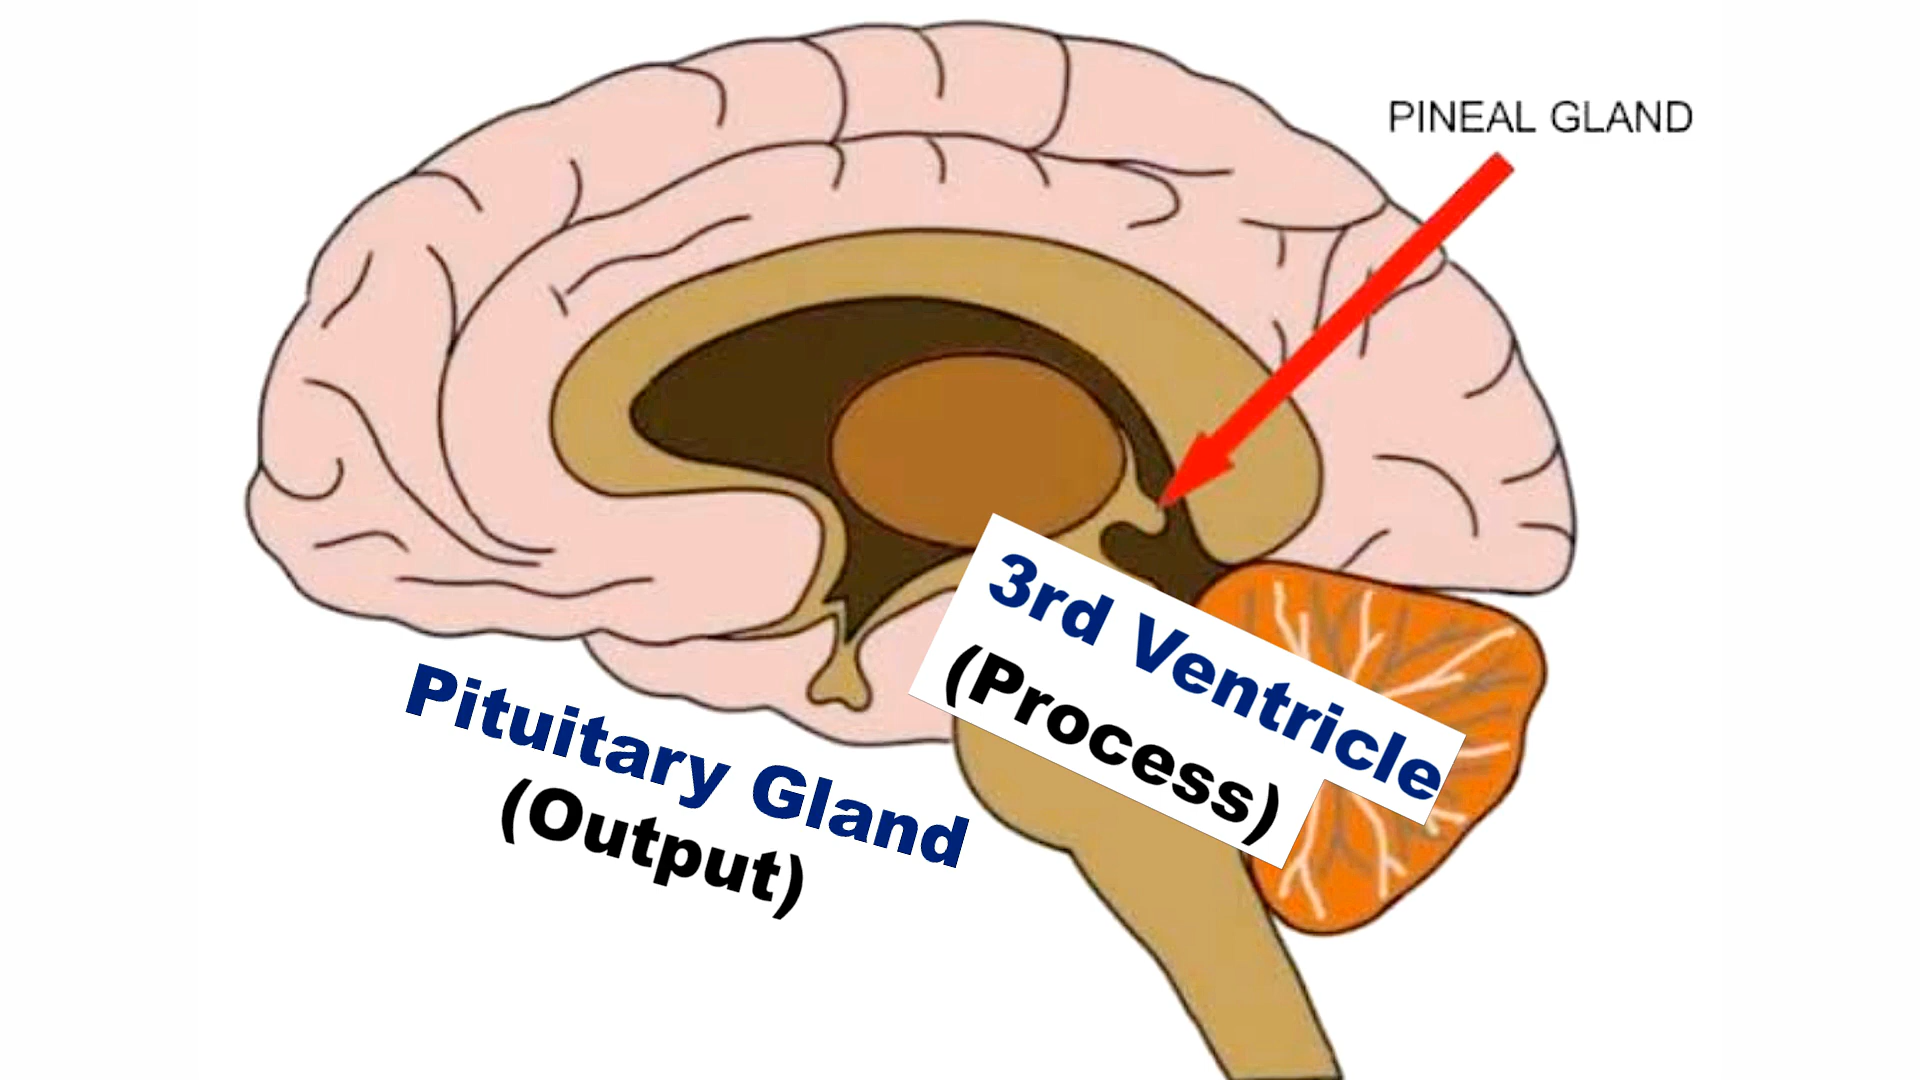 PINEAL GLAND
3rd Ventricle
(Process)
Pituitary Gland
(Output)